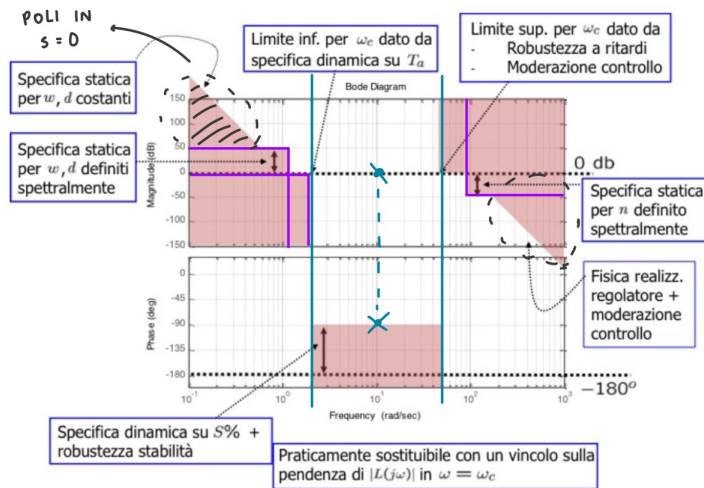 POLI IN
S = 0
Specifica statica
per w, d costanti
Specifica statica
per w, d definiti
spettralmente
Limite inf. per ωc dato da
specifica dinamica su Ta
Limite sup. per ωc dato da
- Robustezza a ritardi
- Moderazione controllo
Bode Diagram
Magnitude (dB)
150
100
50
0
-50
-100
-150
0 db
Specifica statica
per n definito
spettralmente
Fisica realizz.
regolatore +
moderazione
controllo
Phase (deg)
0
-45
-90
-135
-180
-180°
10^-1
10^0
10^1
10^2
10^3
Frequency (rad/sec)
Specifica dinamica su S% +
robustezza stabilità
Praticamente sostituibile con un vincolo sulla
pendenza di |L(jω)| in ω = ωc